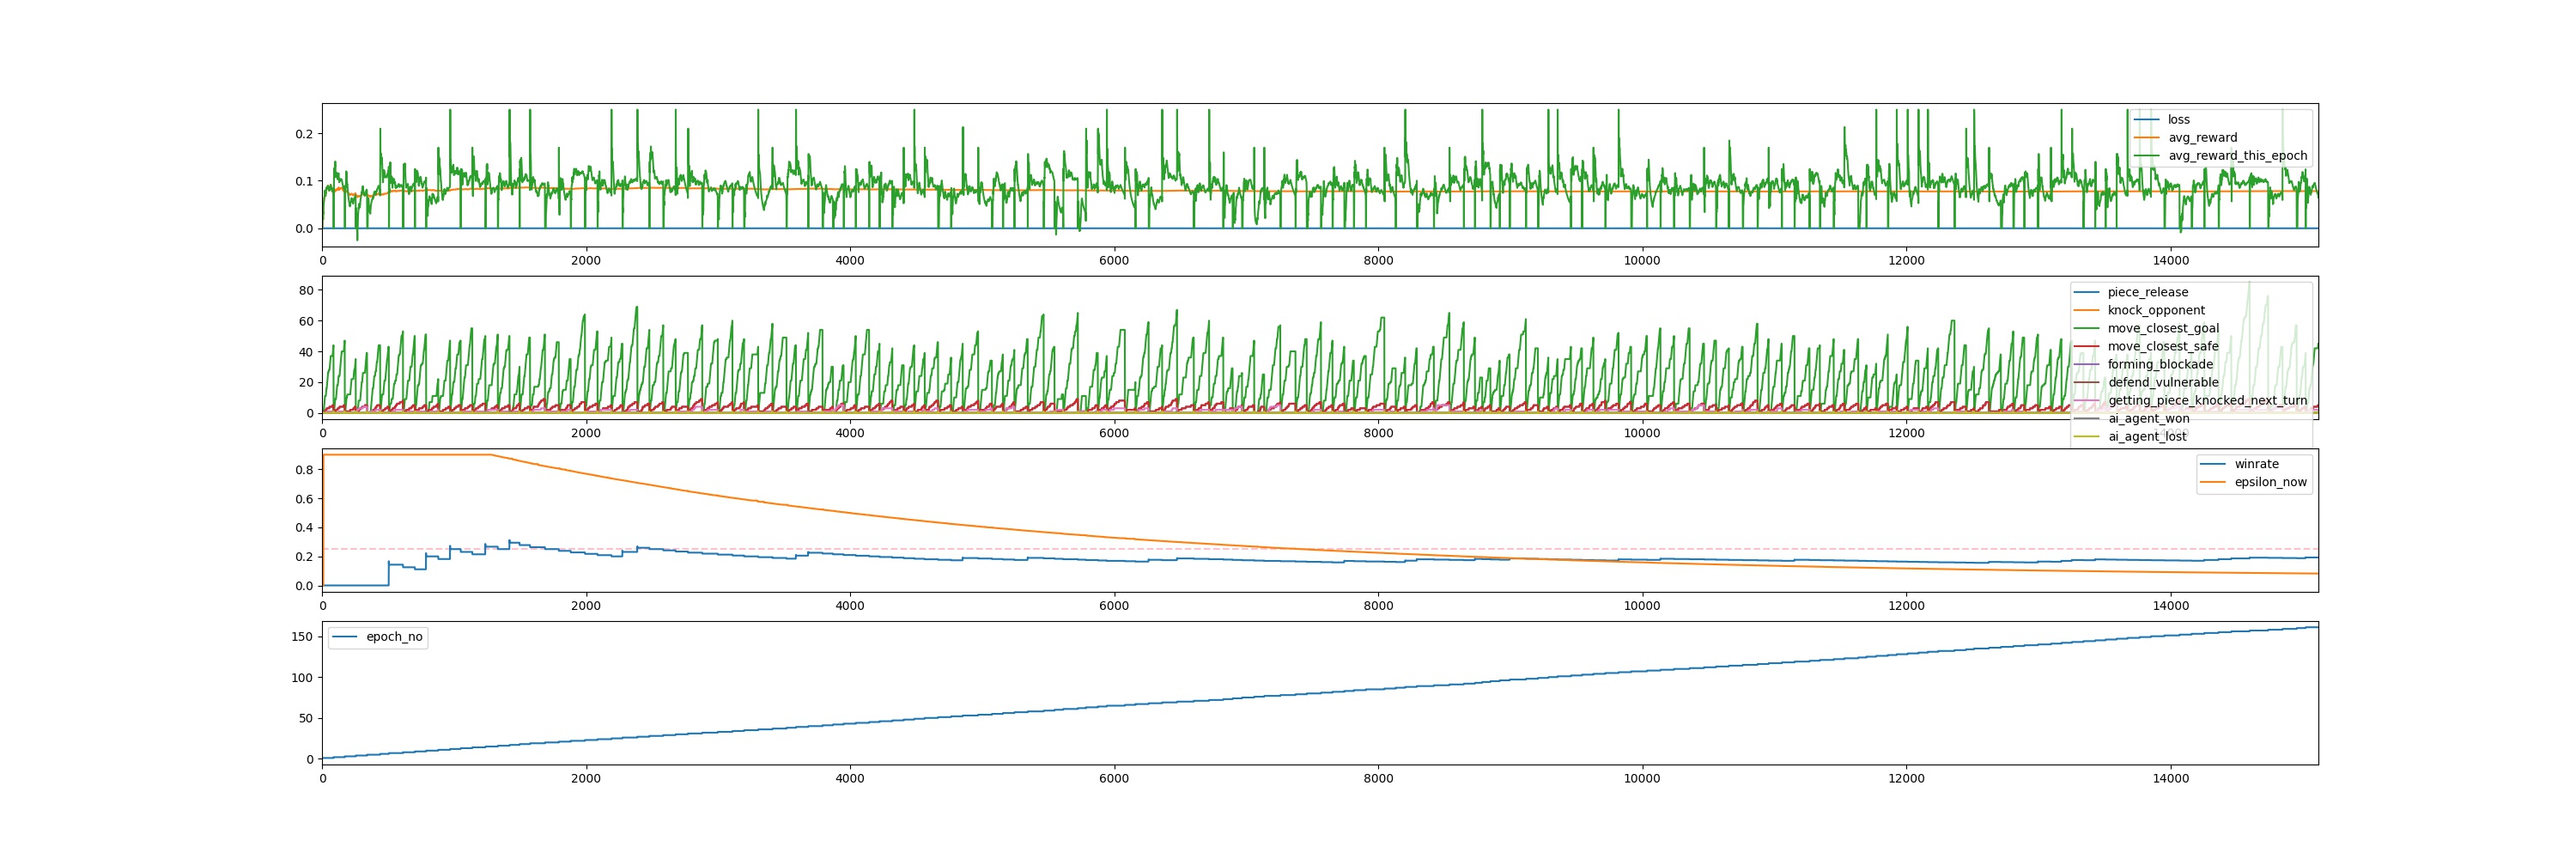 0.2
0.1
0.0
loss
avg_reward
avg_reward_this_epoch
0 2000 4000 6000 8000 10000 12000 14000
80
60
40
20
0
piece_release
knock_opponent
move_closest_goal
move_closest_safe
forming_blockade
defend_vulnerable
getting_piece_knocked_next_turn
ai_agent_won
ai_agent_lost
0 2000 4000 6000 8000 10000 12000 14000
0.8
0.6
0.4
0.2
0.0
winrate
epsilon_now
0 2000 4000 6000 8000 10000 12000 14000
150
100
50
0
epoch_no
0 2000 4000 6000 8000 10000 12000 14000